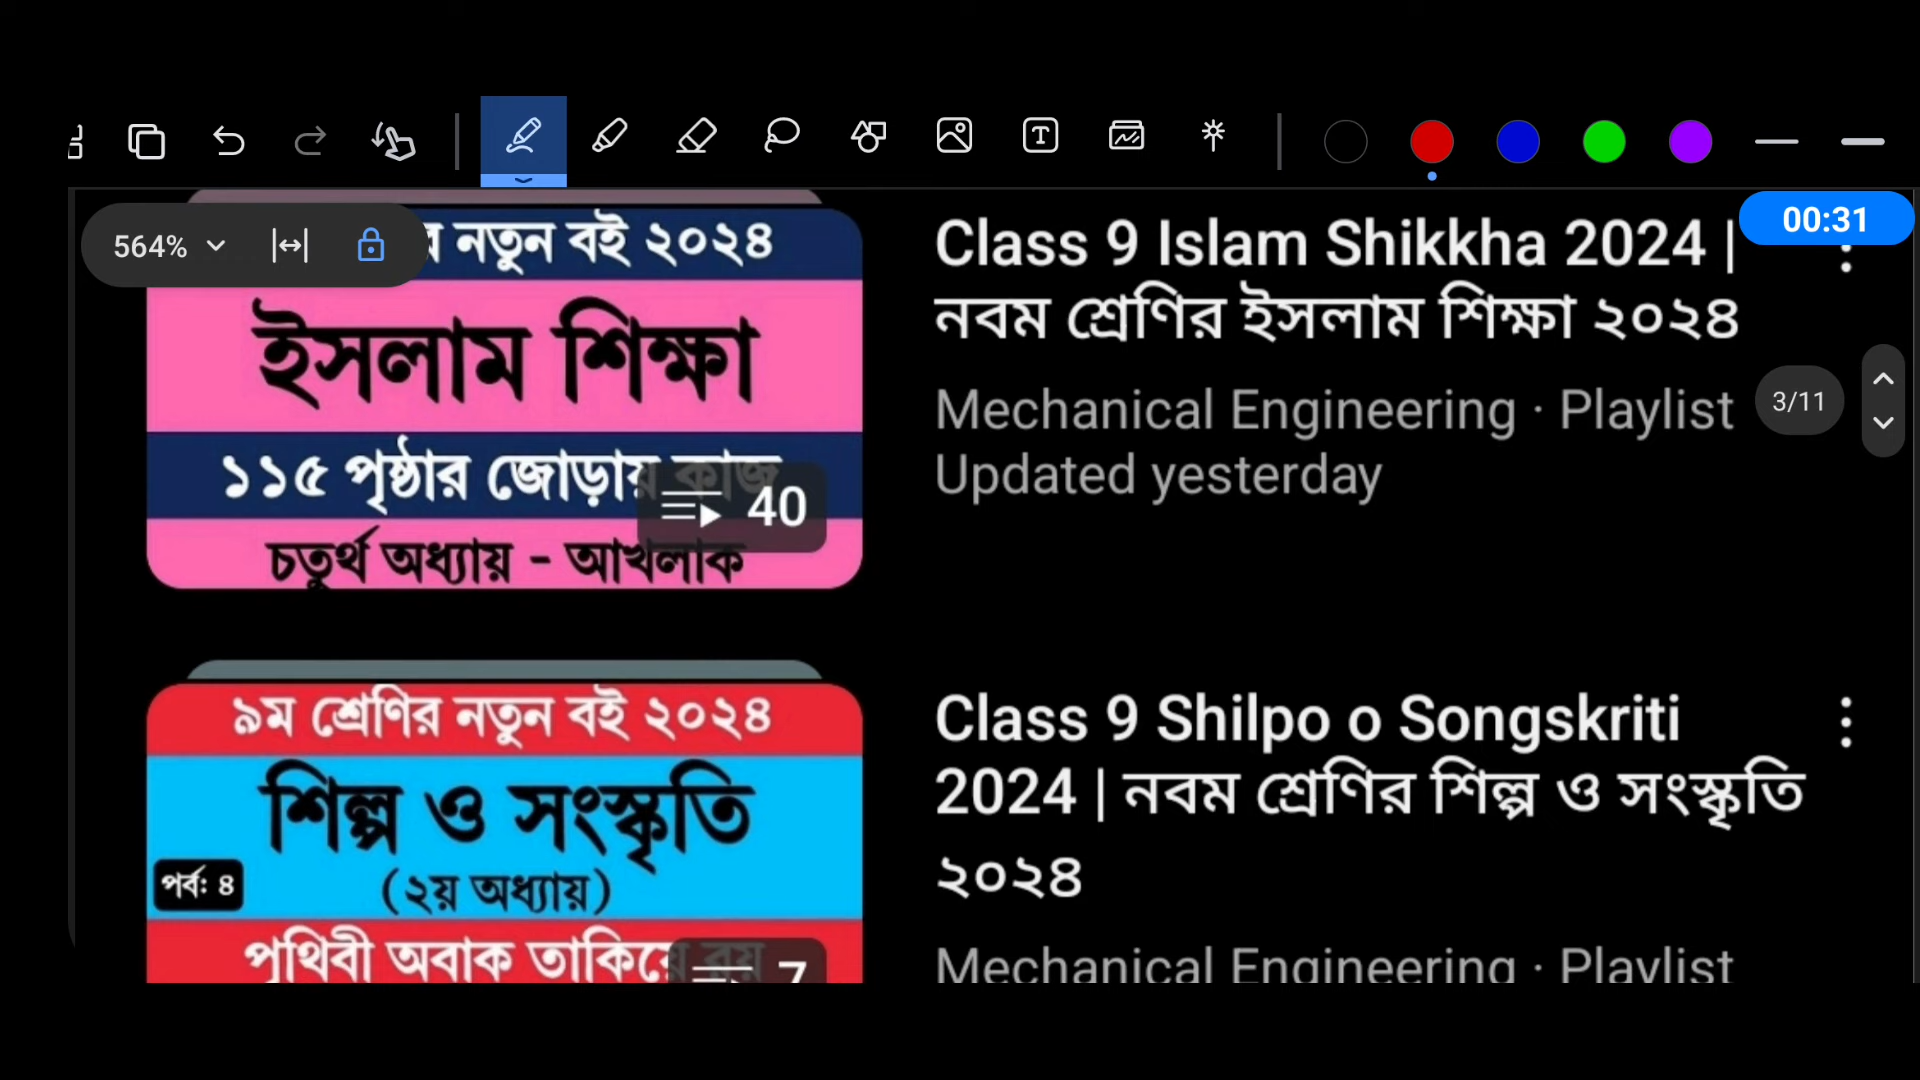 00:31
564%
র নতুন বই ২০২৪
ইসলাম শিক্ষা
১১৫ পৃষ্ঠার জোড়ায় কাজ
40
চতুর্থ অধ্যায় - আখলাক
Class 9 Islam Shikkha 2024 |
নবম শ্রেণির ইসলাম শিক্ষা ২০২৪
Mechanical Engineering · Playlist
Updated yesterday
3/11
৯ম শ্রেণির নতুন বই ২০২৪
শিল্প ও সংস্কৃতি
পর্ব: ৪
(২য় অধ্যায়)
পৃথিবী অবাক তাকিয়ে রয়
7
Class 9 Shilpo o Songskriti
2024 | নবম শ্রেণির শিল্প ও সংস্কৃতি
২০২৪
Mechanical Engineering · Playlist